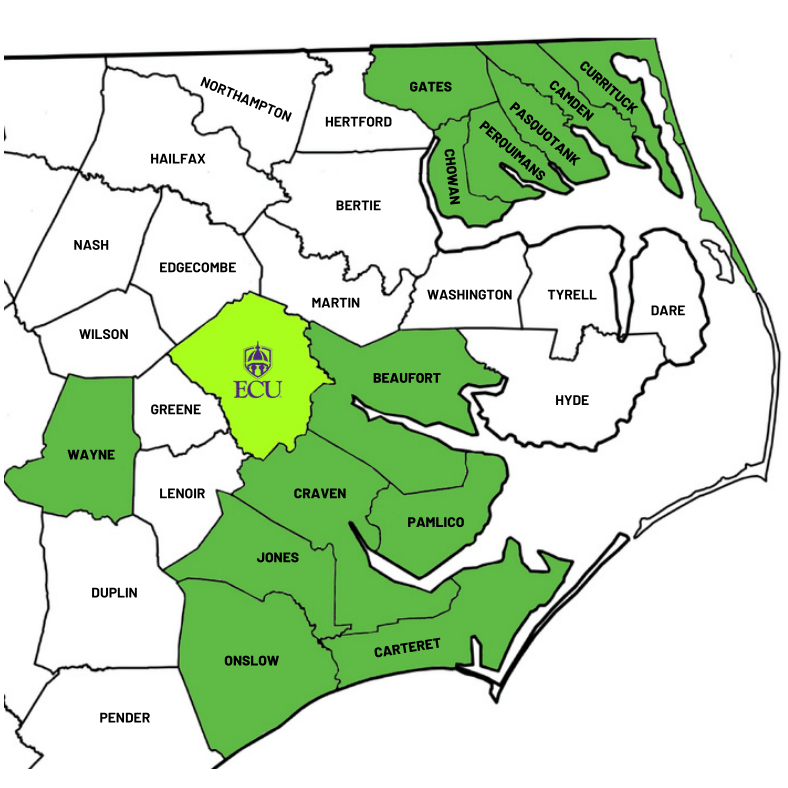 NORTHAMPTON
GATES
CURRITUCK
CAMDEN
HERTFORD
PASQUOTANK
PERQUIMANS
HAILFAX
CHOWAN
BERTIE
NASH
EDGECOMBE
MARTIN
WASHINGTON
TYRELL
DARE
WILSON
BEAUFORT
ECU
HYDE
GREENE
WAYNE
LENOIR
CRAVEN
PAMLICO
JONES
DUPLIN
CARTERET
ONSLOW
PENDER